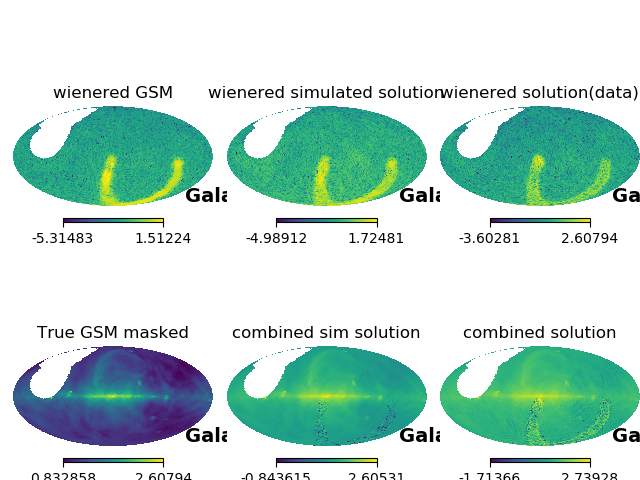 wienered GSM
wienered simulated solution
wienered solution(data)
Gala
Gala
Ga
-5.31483 1.51224
-4.98912 1.72481
-3.60281 2.60794
True GSM masked
combined sim solution
combined solution
Gala
Gala
Ga
0.832858 2.60794
-0.843615 2.60531
-1.71366 2.73928